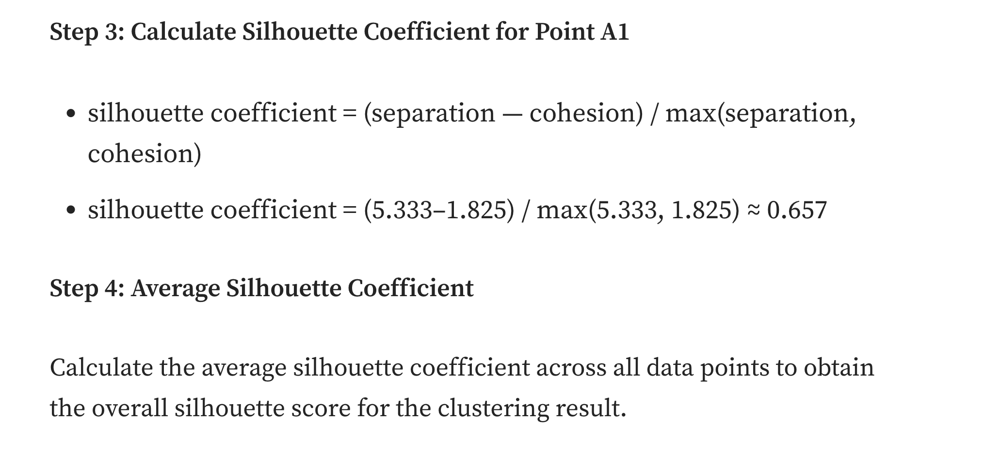 Step 3: Calculate Silhouette Coefficient for Point A1
• silhouette coefficient = (separation — cohesion) / max(separation,
cohesion)
• silhouette coefficient = (5.333–1.825) / max(5.333, 1.825) ≈ 0.657
Step 4: Average Silhouette Coefficient
Calculate the average silhouette coefficient across all data points to obtain
the overall silhouette score for the clustering result.